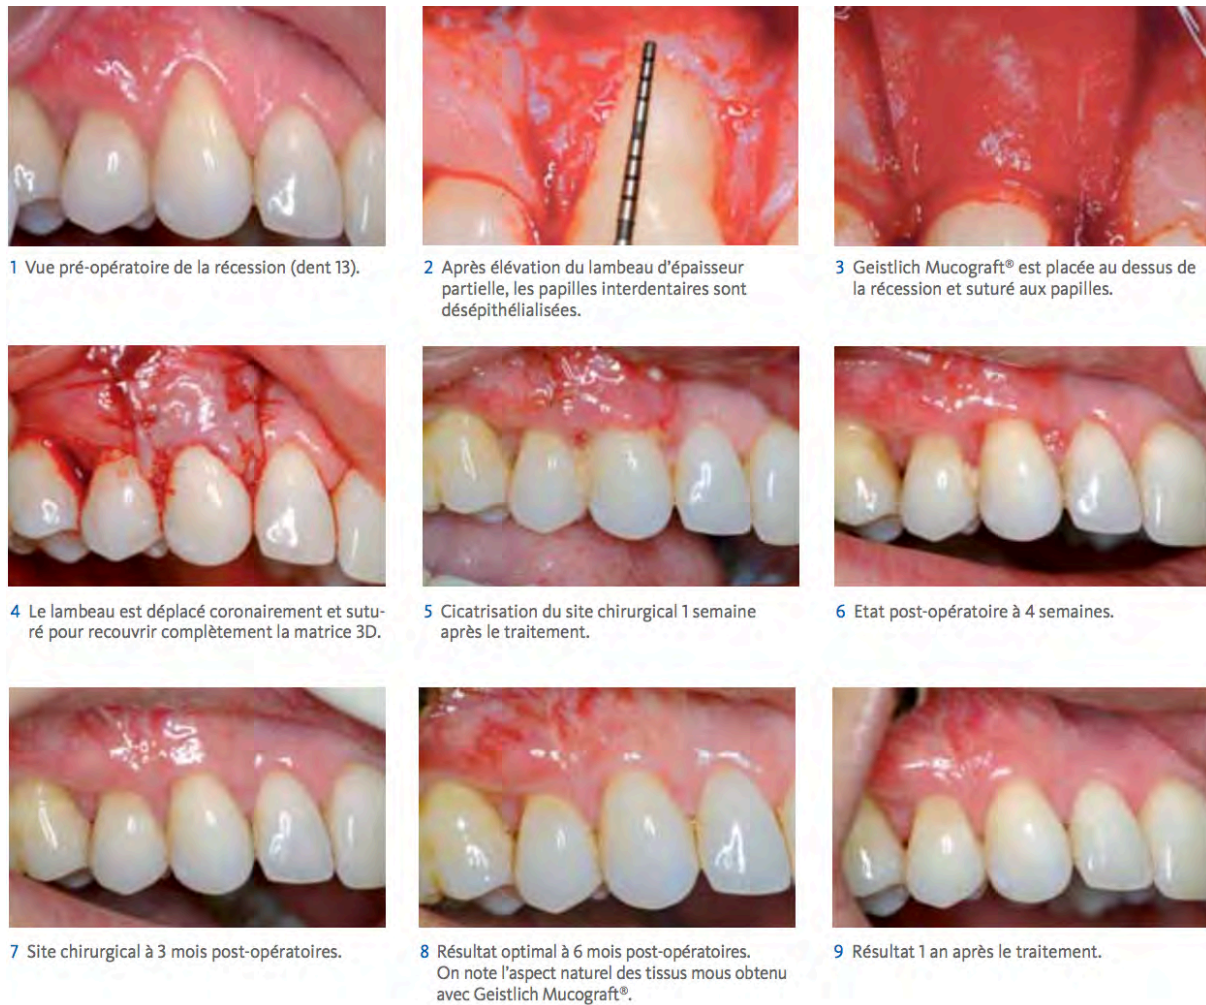 1 Vue pré-opératoire de la récession (dent 13).
2 Après élévation du lambeau d'épaisseur
partielle, les papilles interdentaires sont
désépithélialisées.
3 Geistlich Mucograft® est placée au dessus de
la récession et suturé aux papilles.
4 Le lambeau est déplacé coronairement et sutu-
ré pour recouvrir complètement la matrice 3D.
5 Cicatrisation du site chirurgical 1 semaine
après le traitement.
6 Etat post-opératoire à 4 semaines.
7 Site chirurgical à 3 mois post-opératoires.
8 Résultat optimal à 6 mois post-opératoires.
On note l'aspect naturel des tissus mous obtenu
avec Geistlich Mucograft®.
9 Résultat 1 an après le traitement.